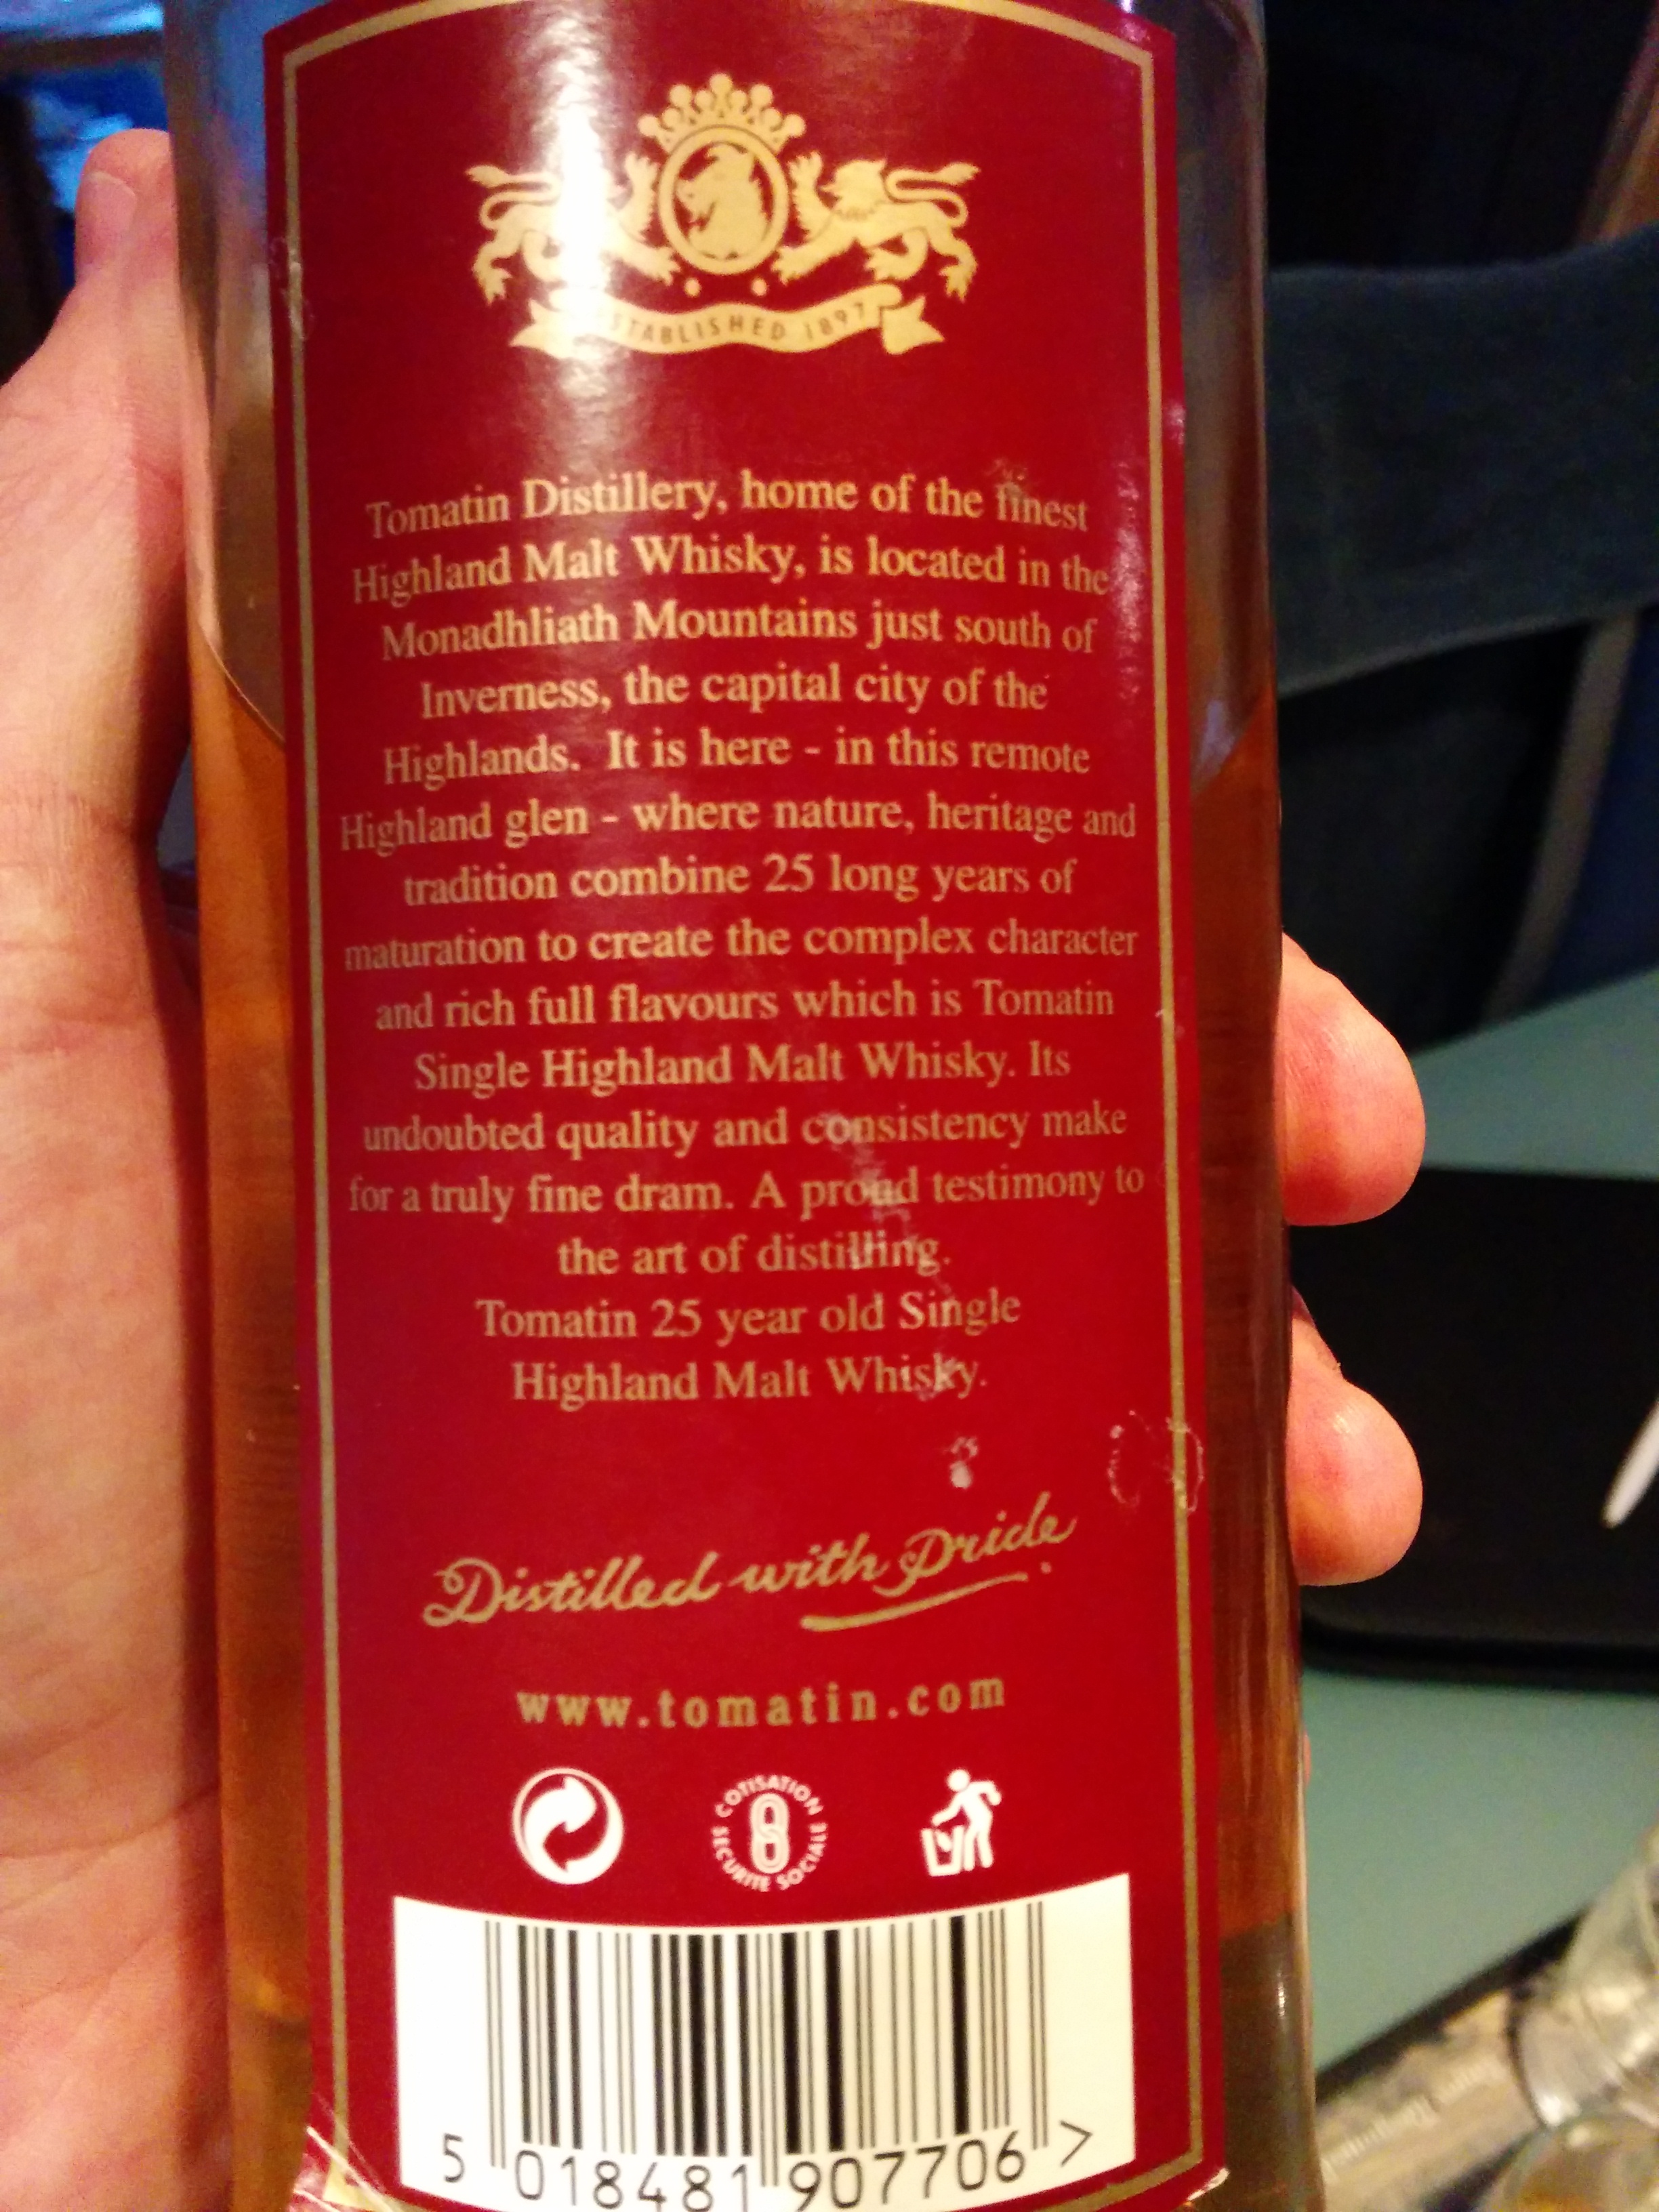 ESTABLISHED 1897
Tomatin Distillery, home of the finest
Highland Malt Whisky, is located in the
Monadhliath Mountains just south of
Inverness, the capital city of the
Highlands. It is here - in this remote
Highland glen - where nature, heritage and
tradition combine 25 long years of
maturation to create the complex character
and rich full flavours which is Tomatin
Single Highland Malt Whisky. Its
undoubted quality and consistency make
for a truly fine dram. A proud testimony to
the art of distilling.
Tomatin 25 year old Single
Highland Malt Whisky.
Distilled with Pride
www.tomatin.com
COTISATION SECURITE SOCIALE
5 018481 907706 >